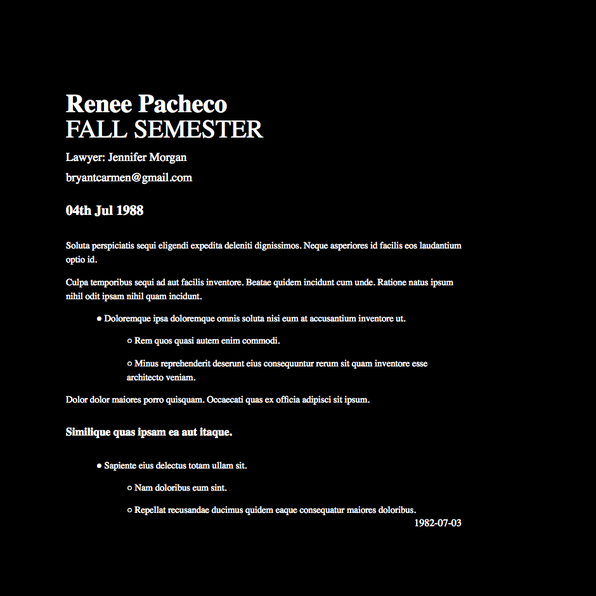 Renee Pacheco
FALL SEMESTER
Lawyer: Jennifer Morgan
bryantcarmen@gmail.com
04th Jul 1988
Soluta perspiciatis sequi eligendi expedita deleniti dignissimos. Neque asperiores id facilis eos laudantium
optio id.
Culpa temporibus sequi ad aut facilis inventore. Beatae quidem incidunt cum unde. Ratione natus ipsum
nihil odit ipsam nihil quam incidunt.
● Doloremque ipsa doloremque omnis soluta nisi eum at accusantium inventore ut.
○ Rem quos quasi autem enim commodi.
○ Minus reprehenderit deserunt eius consequuntur rerum sit quam inventore esse
architecto veniam.
Dolor dolor maiores porro quisquam. Occaecati quas ex officia adipisci sit ipsum.
Similique quas ipsam ea aut itaque.
● Sapiente eius delectus totam ullam sit.
○ Nam doloribus eum sint.
○ Repellat recusandae ducimus quidem eaque consequatur maiores doloribus.
1982-07-03